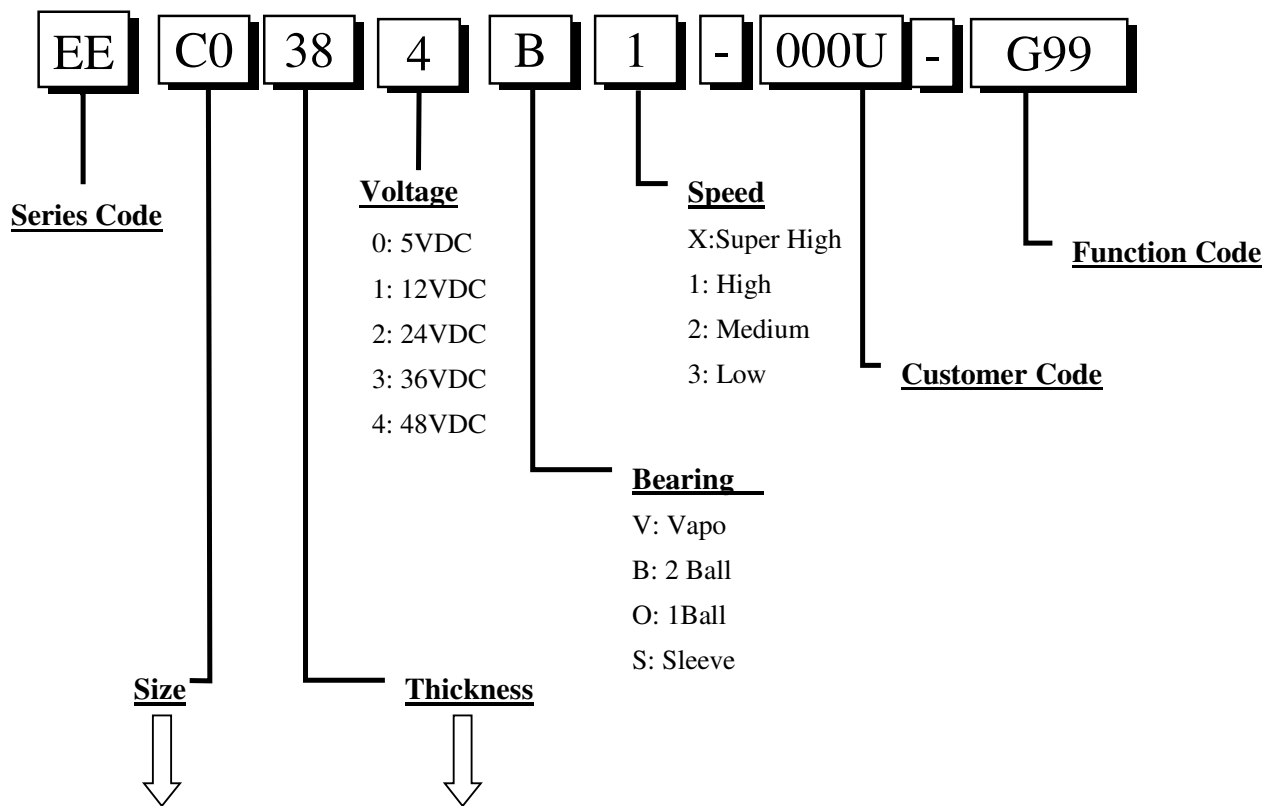 EE C0 38 4 B 1 - 000U - G99
Series Code
Voltage
0: 5VDC
1: 12VDC
2: 24VDC
3: 36VDC
4: 48VDC
Speed
X:Super High
1: High
2: Medium
3: Low
Function Code
Customer Code
Bearing
V: Vapo
B: 2 Ball
O: 1Ball
S: Sleeve
Size
Thickness